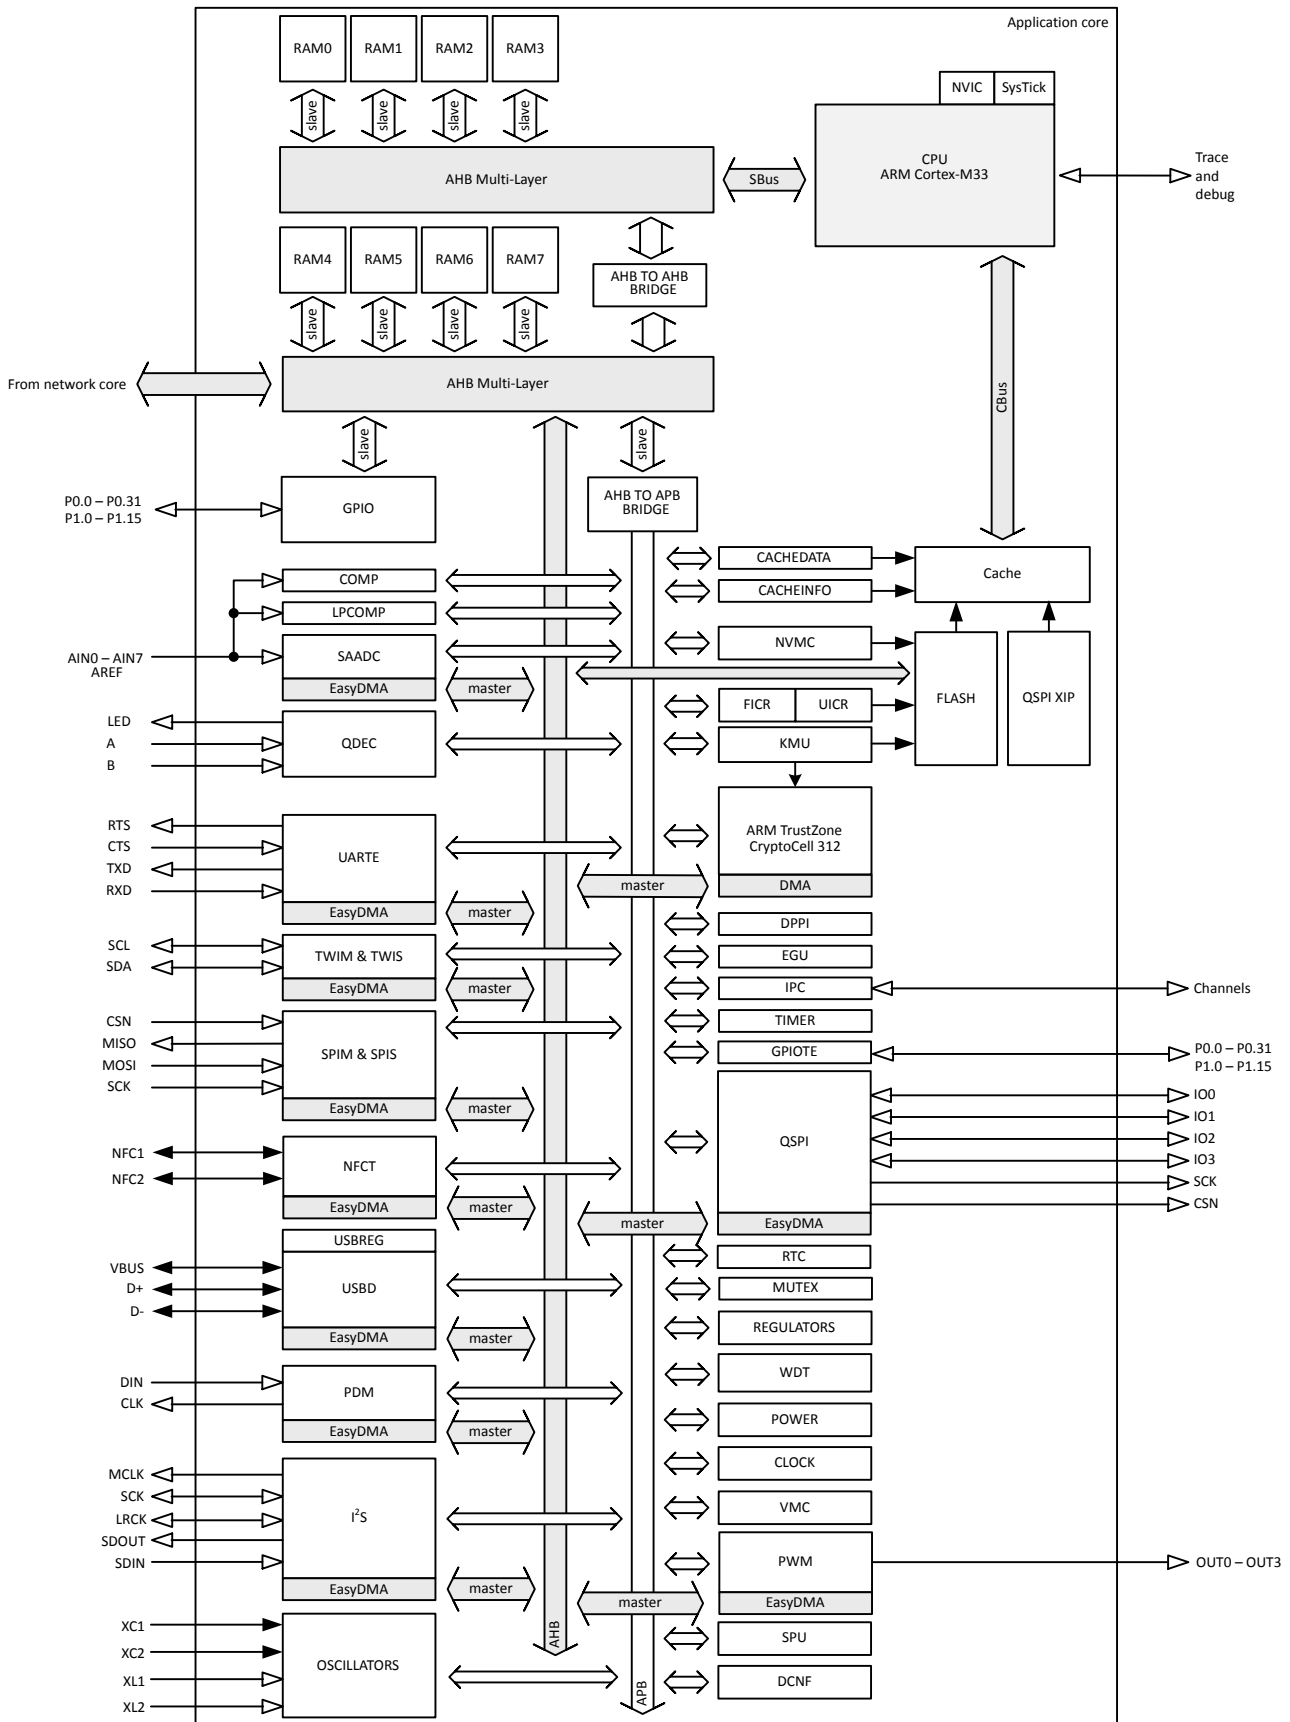 Application core
RAM0
RAM1
RAM2
RAM3
NVIC
SysTick
slave
slave
slave
slave
CPU
ARM Cortex-M33
Trace
and
debug
AHB Multi-Layer
SBus
RAM4
RAM5
RAM6
RAM7
AHB TO AHB
BRIDGE
slave
slave
slave
slave
From network core
AHB Multi-Layer
CBus
slave
slave
P0.0 – P0.31
P1.0 – P1.15
GPIO
AHB TO APB
BRIDGE
CACHEDATA
Cache
COMP
CACHEINFO
LPCOMP
NVMC
AIN0 – AIN7
AREF
SAADC
EasyDMA
master
FICR
UICR
FLASH
QSPI XIP
LED
A
B
QDEC
KMU
RTS
CTS
TXD
RXD
UARTE
EasyDMA
master
ARM TrustZone
CryptoCell 312
master
DMA
DPPI
SCL
SDA
TWIM & TWIS
EasyDMA
master
EGU
IPC
Channels
CSN
MISO
MOSI
SCK
SPIM & SPIS
EasyDMA
master
TIMER
GPIOTE
P0.0 – P0.31
P1.0 – P1.15
QSPI
IO0
IO1
IO2
IO3
SCK
CSN
master
EasyDMA
NFC1
NFC2
NFCT
EasyDMA
master
USBREG
VBUS
D+
D-
USBD
EasyDMA
master
RTC
MUTEX
REGULATORS
DIN
CLK
PDM
EasyDMA
master
WDT
POWER
CLOCK
MCLK
SCK
LRCK
SDOUT
SDIN
I²S
EasyDMA
master
VMC
PWM
OUT0 – OUT3
master
EasyDMA
XC1
XC2
XL1
XL2
OSCILLATORS
AHB
APB
SPU
DCNF